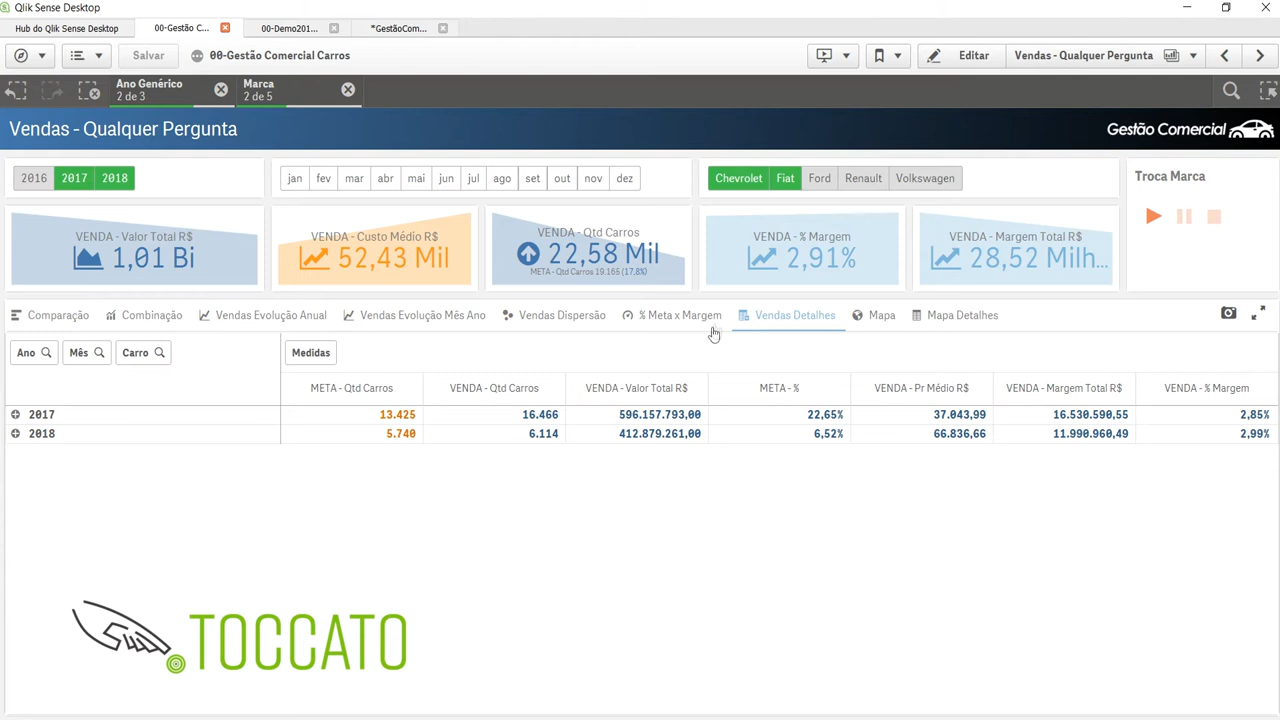 Qlik Sense Desktop
Hub do Qlik Sense Desktop
00-Gestão C...
00-Demo201...
*GestãoCom...
Salvar
00-Gestão Comercial Carros
Editar
Vendas - Qualquer Pergunta
Ano Genérico
2 de 3
Marca
2 de 5
Vendas - Qualquer Pergunta
Gestão Comercial
2016 2017 2018
jan fev mar abr mai jun jul ago set out nov dez
Chevrolet Fiat Ford Renault Volkswagen
Troca Marca
VENDA - Valor Total R$
1,01 Bi
VENDA - Custo Médio R$
52,43 Mil
VENDA - Qtd Carros
22,58 Mil
META - Qtd Carros 19.165 (17,8%)
VENDA - % Margem
2,91%
VENDA - Margem Total R$
28,52 Milh...
Comparação Combinação Vendas Evolução Anual Vendas Evolução Mês Ano Vendas Dispersão % Meta x Margem Vendas Detalhes Mapa Mapa Detalhes
Ano Mês Carro Medidas
META - Qtd Carros VENDA - Qtd Carros VENDA - Valor Total R$ META - % VENDA - Pr Médio R$ VENDA - Margem Total R$ VENDA - % Margem
2017 13.425 16.466 596.157.793,00 22,65% 37.043,99 16.530.590,55 2,85%
2018 5.740 6.114 412.879.261,00 6,52% 66.836,66 11.990.960,49 2,99%
TOCCATO